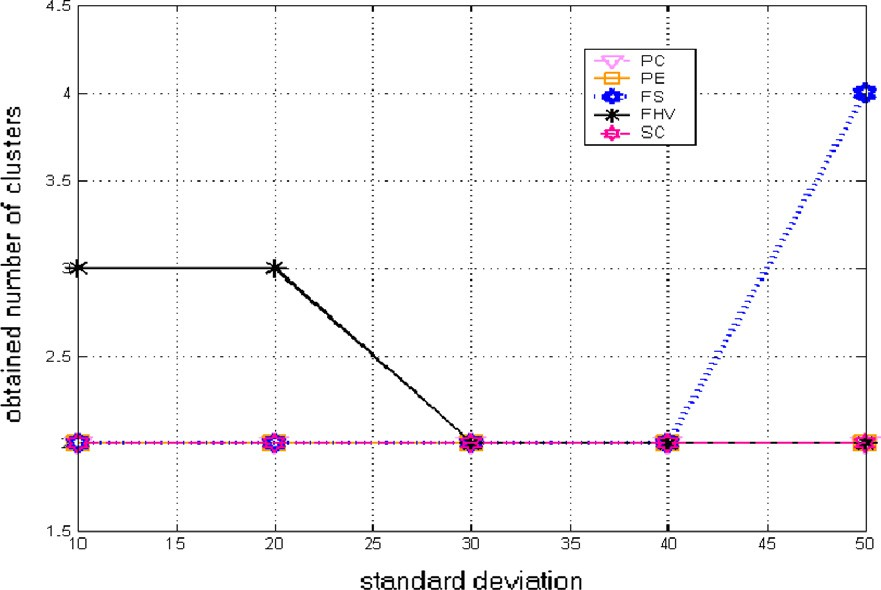 4.5
4
3.5
3
2.5
2
1.5
10 15 20 25 30 35 40 45 50
obtained number of clusters
standard deviation
PC
PE
FS
FHV
SC